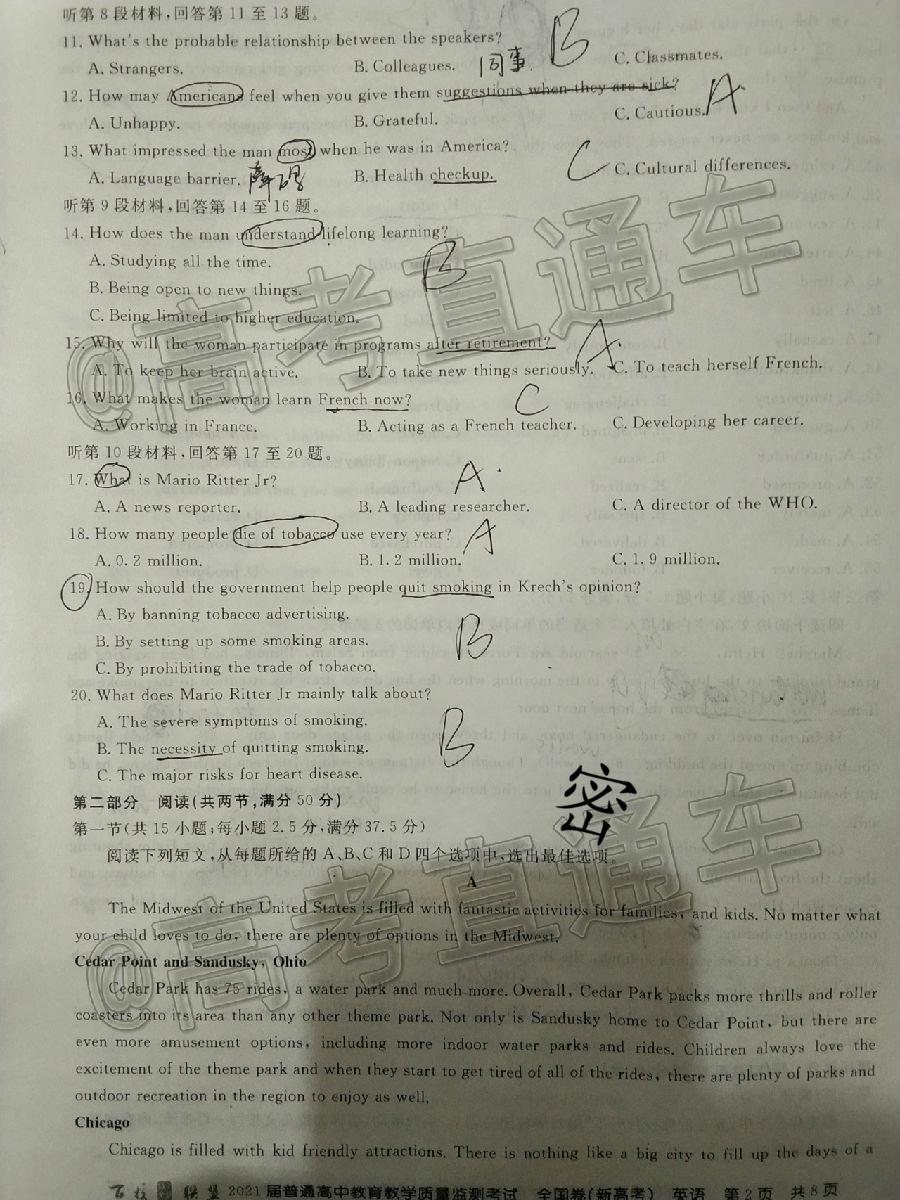 听第8段材料,回答第11至13题。
11. What's the probable relationship between the speakers? B
A. Strangers. B. Colleagues. 同事 C. Classmates.
12. How may Americans feel when you give them suggestions when they are sick? A.
A. Unhappy. B. Grateful. C. Cautious.
13. What impressed the man most when he was in America? C
A. Language barrier. 障碍 B. Health checkup. C. Cultural differences.
听第9段材料,回答第14至16题。
14. How does the man understand lifelong learning?
A. Studying all the time. B
B. Being open to new things.
C. Being limited to higher education.
15. Why will the woman participate in programs after retirement? A.
A. To keep her brain active. B. To take new things seriously. C. To teach herself French.
16. What makes the woman learn French now? C
A. Working in France. B. Acting as a French teacher. C. Developing her career.
听第10段材料,回答第17至20题。
17. What is Mario Ritter Jr? A.
A. A news reporter. B. A leading researcher. C. A director of the WHO.
18. How many people die of tobacco use every year? A
A. 0. 2 million. B. 1. 2 million. C. 1. 9 million.
19. How should the government help people quit smoking in Krech's opinion?
A. By banning tobacco advertising.
B. By setting up some smoking areas. B
C. By prohibiting the trade of tobacco.
20. What does Mario Ritter Jr mainly talk about?
A. The severe symptoms of smoking.
B. The necessity of quitting smoking. B
C. The major risks for heart disease.
第二部分 阅读(共两节,满分50分)
第一节(共15小题;每小题2.5分,满分37.5分)
阅读下列短文,从每题所给的A、B、C和D四个选项中,选出最佳选项。
密
A
The Midwest of the United States is filled with fantastic activities for families, and kids. No matter what
your child loves to do, there are plenty of options in the Midwest.
Cedar Point and Sandusky, Ohio
Cedar Park has 75 rides, a water park and much more. Overall, Cedar Park packs more thrills and roller
coasters into its area than any other theme park. Not only is Sandusky home to Cedar Point, but there are
even more amusement options, including more indoor water parks and rides. Children always love the
excitement of the theme park and when they start to get tired of all of the rides, there are plenty of parks and
outdoor recreation in the region to enjoy as well.
Chicago
Chicago is filled with kid friendly attractions. There is nothing like a big city to fill up the days of a
百校联盟2021届普通高中教育教学质量监测考试 全国卷(新高考) 英语 第2页 共8页
@高考直通车
@高考直通车